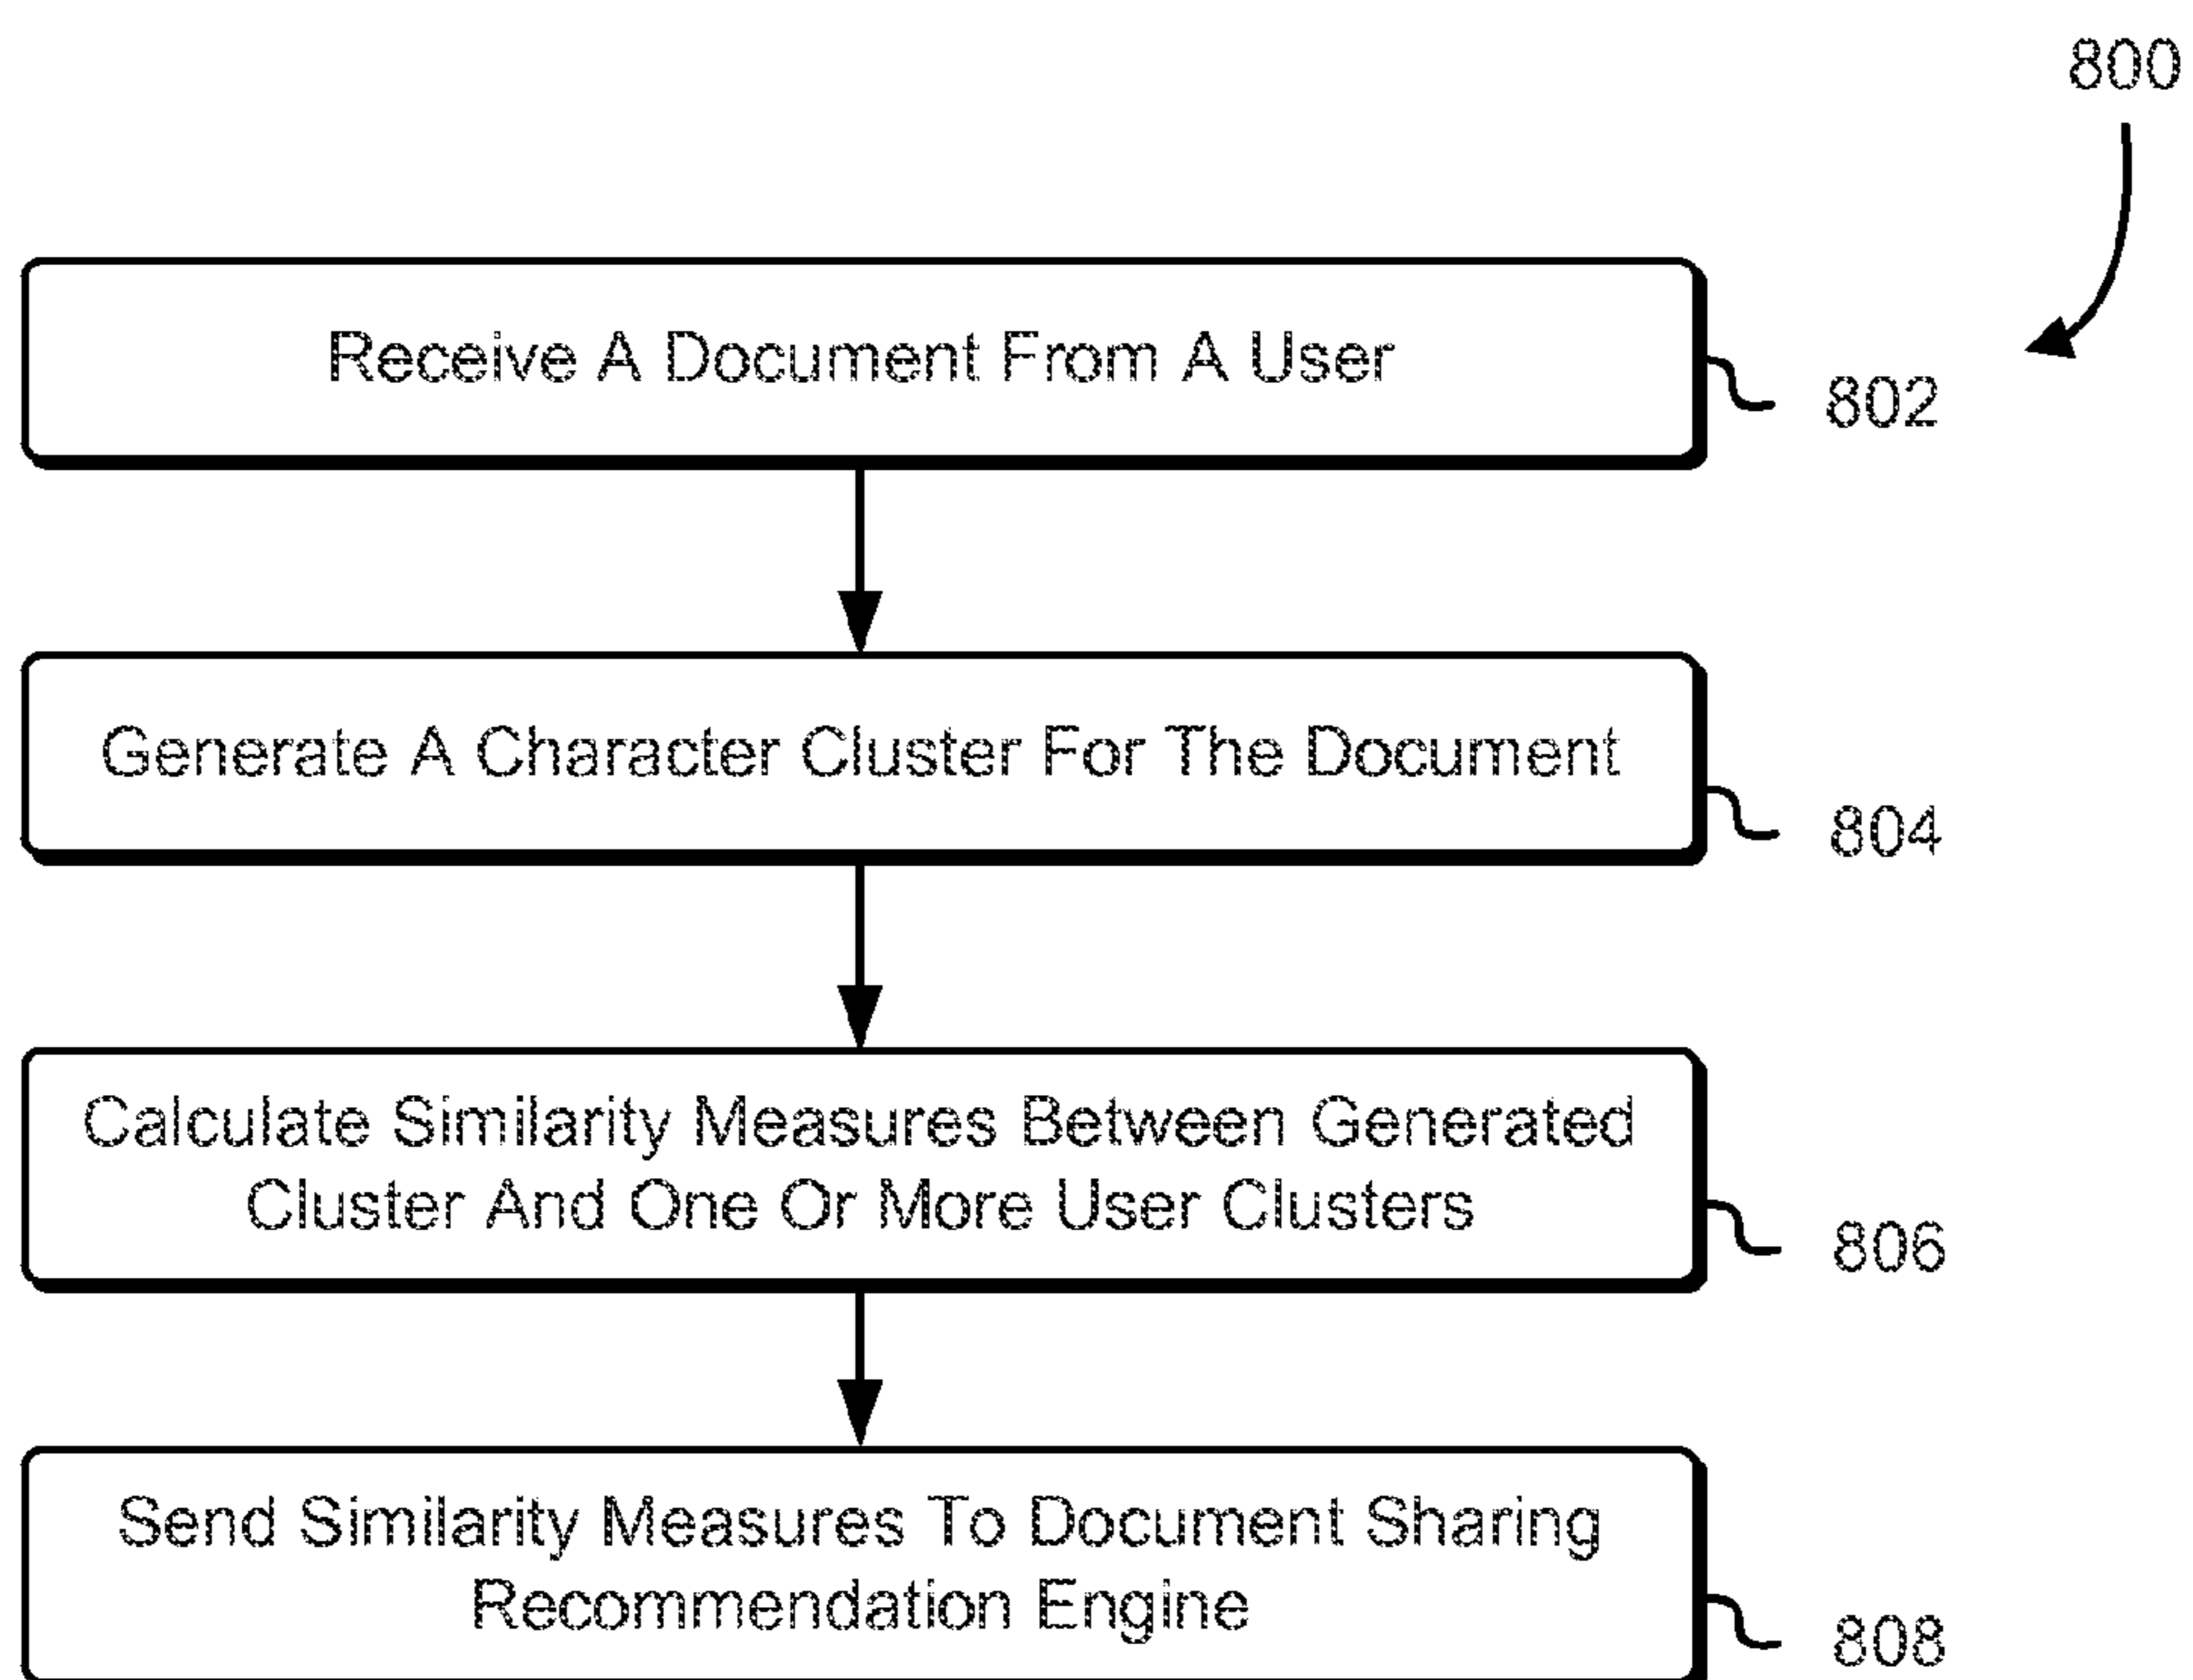 800
Receive A Document From A User
802
Generate A Character Cluster For The Document
804
Calculate Similarity Measures Between Generated
Cluster And One Or More User Clusters
806
Send Similarity Measures To Document Sharing
Recommendation Engine
808